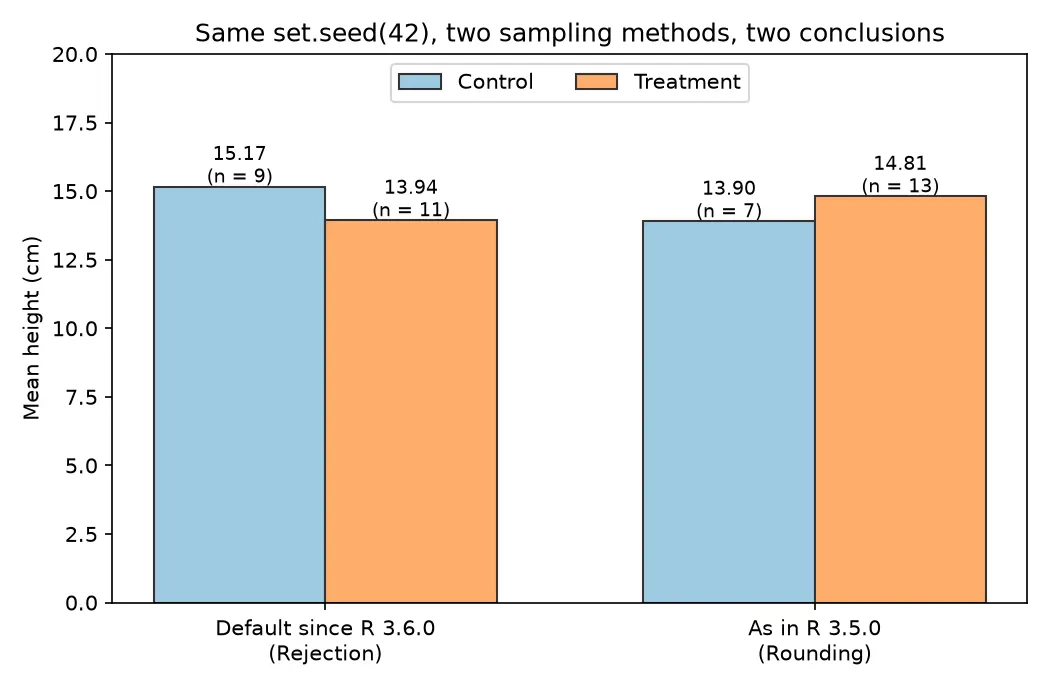 Same set.seed(42), two sampling methods, two conclusions
Control
Treatment
Mean height (cm)
20.0
17.5
15.0
12.5
10.0
7.5
5.0
2.5
0.0
15.17
(n = 9)
13.94
(n = 11)
13.90
(n = 7)
14.81
(n = 13)
Default since R 3.6.0
(Rejection)
As in R 3.5.0
(Rounding)